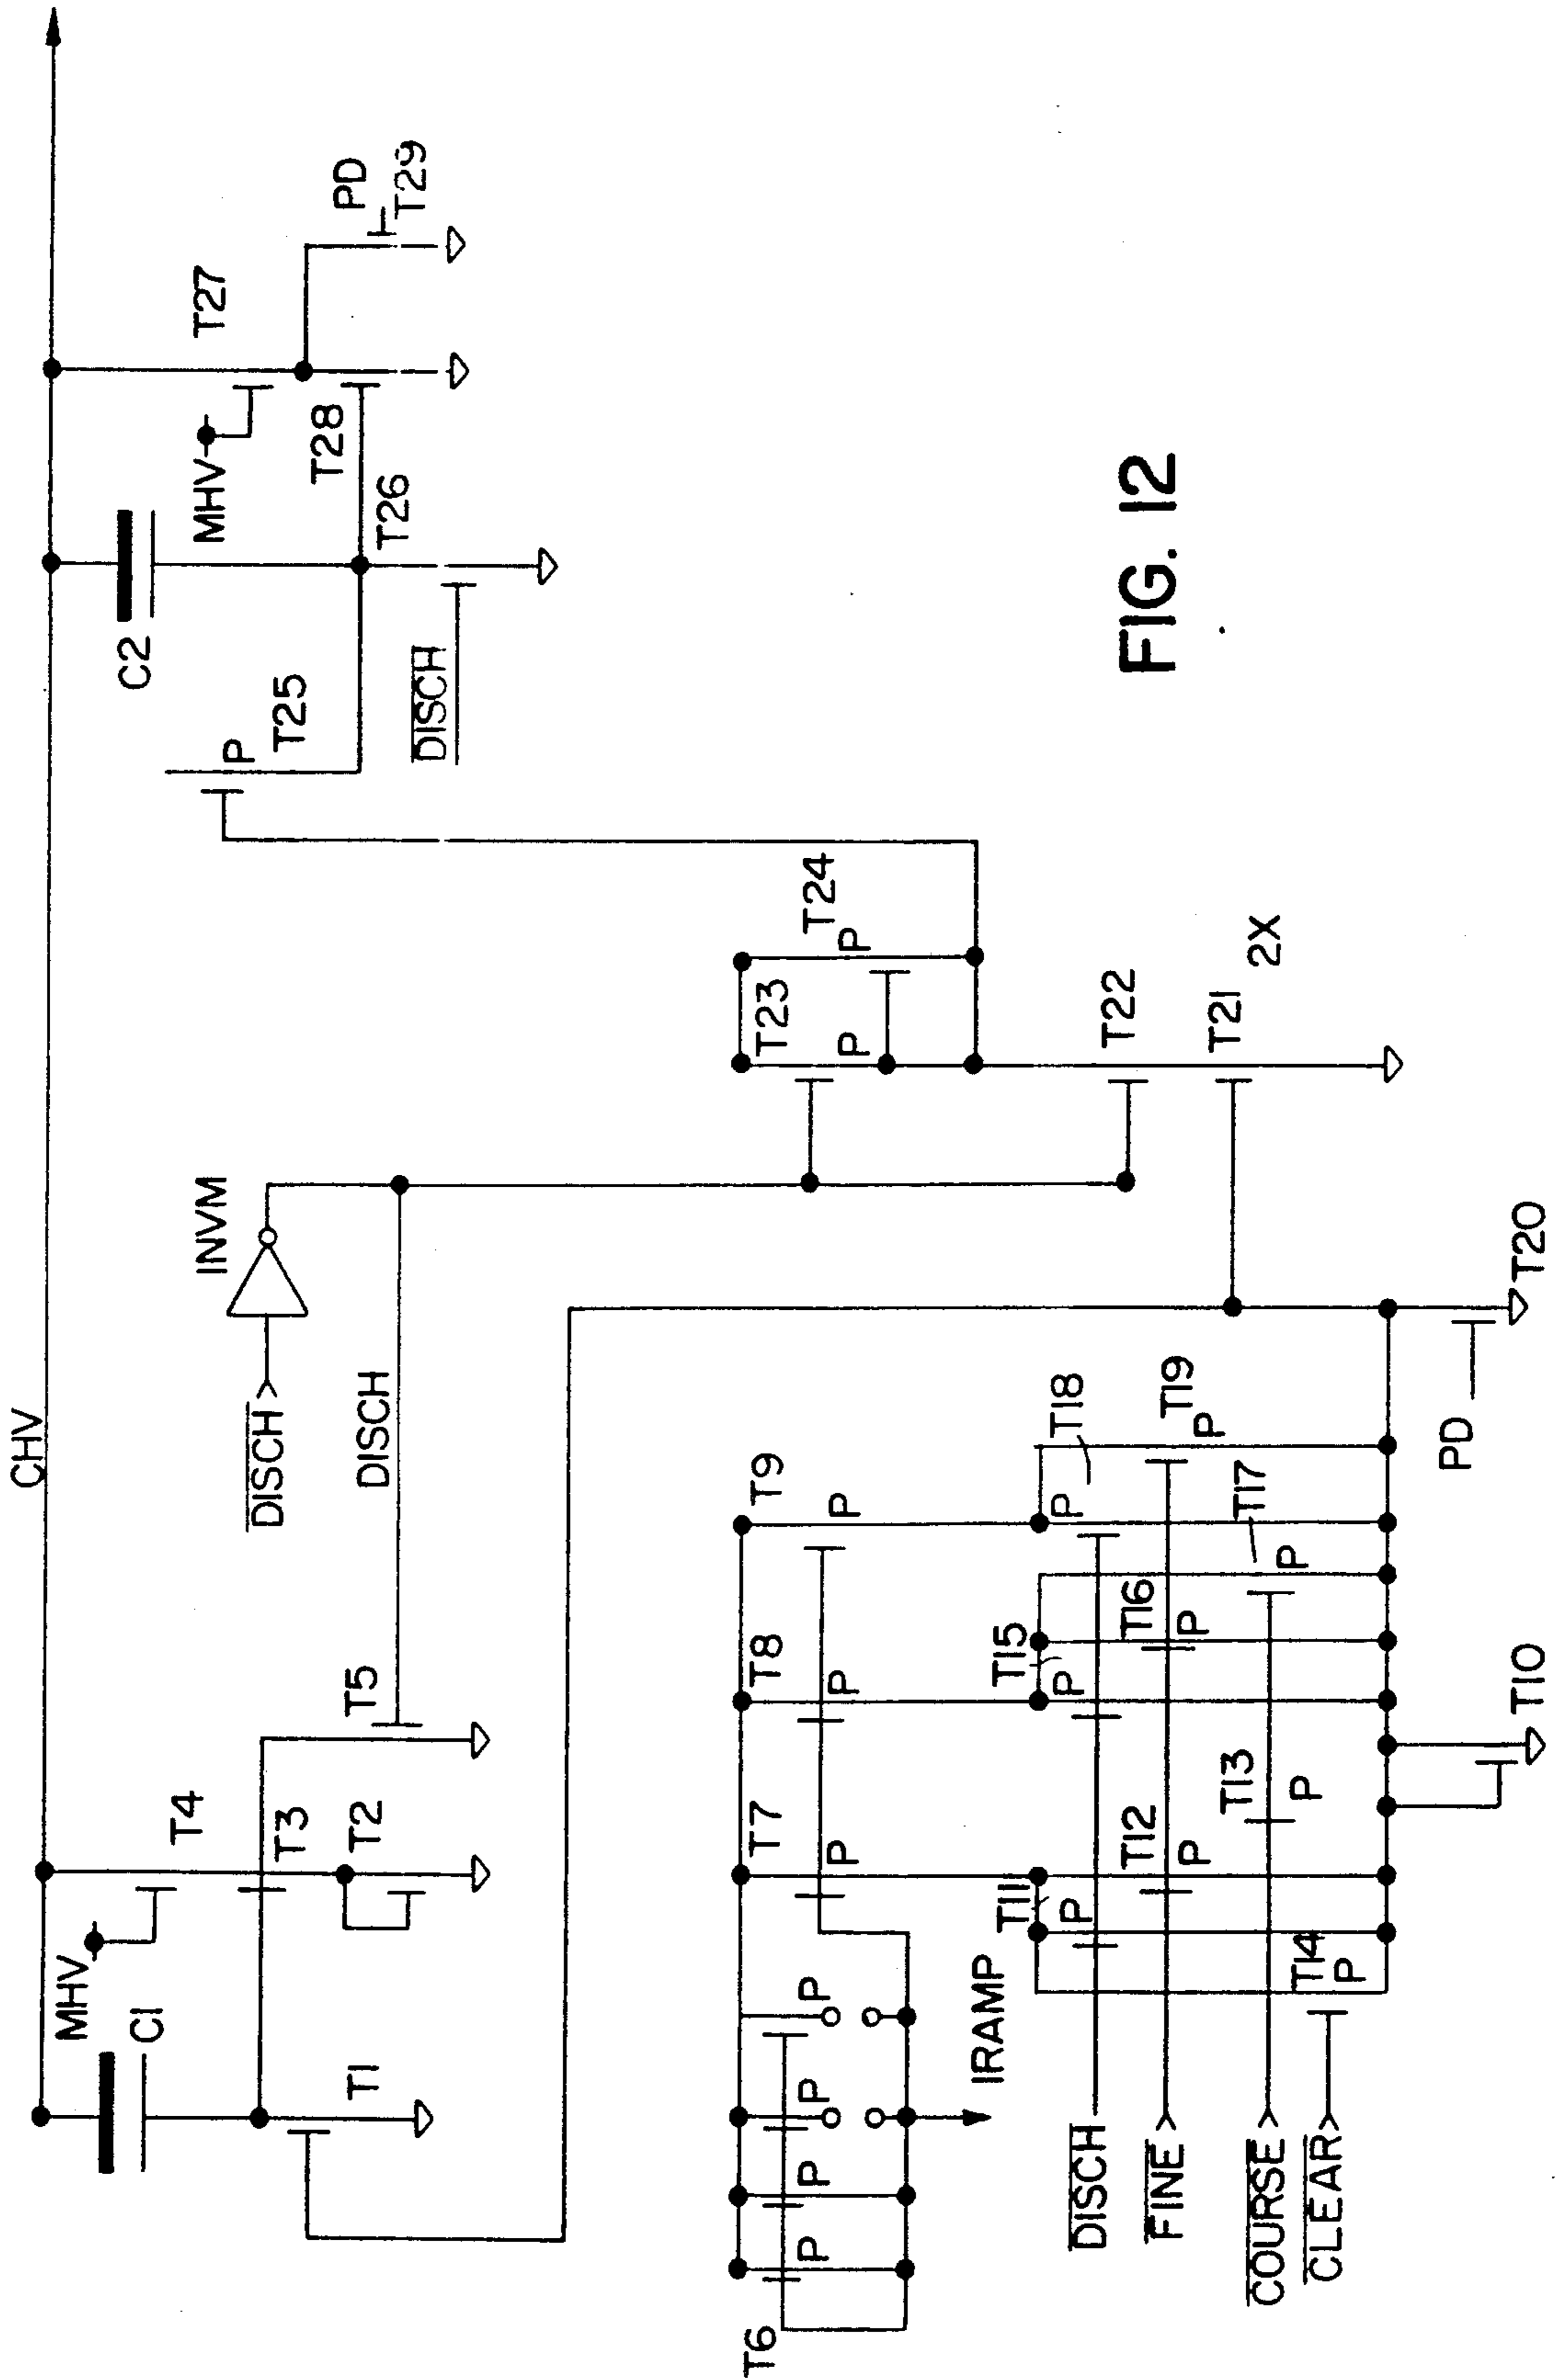 CHV
MHV
C1
C2
T4
INVM
MHV
T27
P
DISCH
T3
T25
T28
PD
T1
T2
T5
DISCH
T26
T29
DISCH
T6
T7
T8
T9
T23
T24
P
P
P
P
P
P
P
P
P
IRAMP
T11
T15
T18
P
P
P
DISCH
T12
T16
T19
T22
FINE
P
P
P
T13
T17
T21
2X
COURSE
P
P
T14
CLEAR
P
PD
T10
T20
FIG. 12